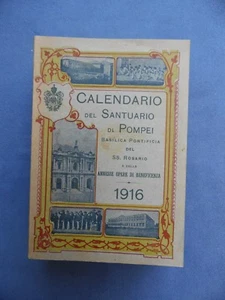 CALENDARIO
DEL SANTUARIO
DI POMPEI
BASILICA PONTIFICIA
DEL
SS. ROSARIO
E DELLE
ANNESSE OPERE DI BENEFICENZA
1916